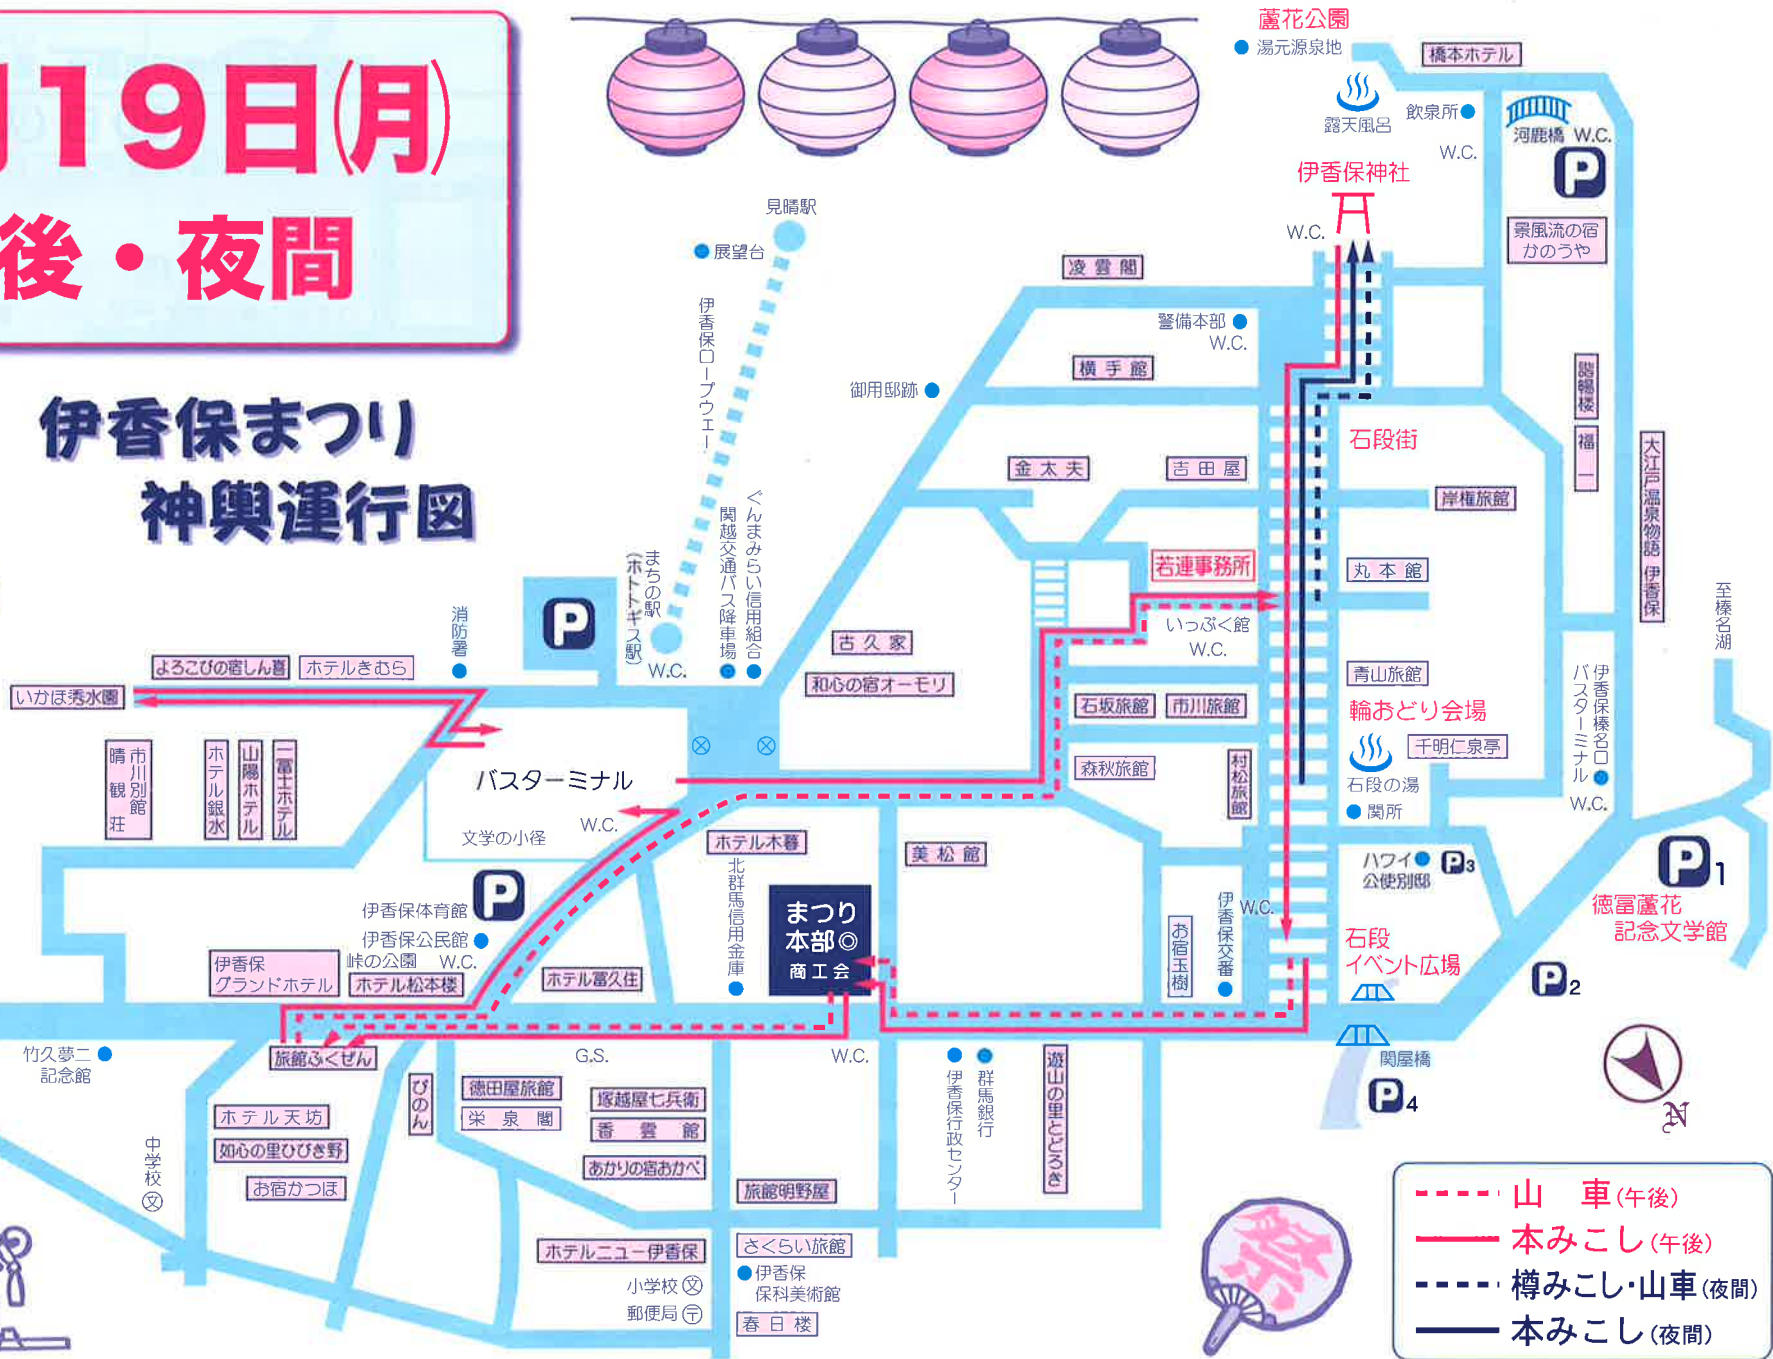 19日(月)
後・夜間
伊香保まつり
神輿運行図
蘆花公園
湯元源泉地
橋本ホテル
露天風呂
飲泉所
W.C.
河鹿橋 W.C.
P
伊香保神社
W.C.
景風流の宿
かのうや
見晴駅
展望台
伊香保ロープウェー
凌雲閣
警備本部
W.C.
横手館
御用邸跡
石段街
諧暢楼
福一
大江戸温泉物語 伊香保
金太夫
吉田屋
岸権旅館
ぐんまみらい信用組合
関越交通バス降車場
まちの駅
(ホトトギス駅)
W.C.
若連事務所
丸本館
いっぷく館
W.C.
至榛名湖
消防署
P
古久家
和心の宿オーモリ
よろこびの宿しん喜
ホテルきむら
いかほ秀水園
石坂旅館
市川旅館
青山旅館
輪おどり会場
千明仁泉亭
伊香保榛名口
バスターミナル
W.C.
市川別館
晴観荘
ホテル銀水
山陽ホテル
一冨士ホテル
バスターミナル
W.C.
文学の小径
森秋旅館
村松旅館
石段の湯
関所
ホテル木暮
美松館
ハワイ
公使別邸
P3
P1
徳冨蘆花
記念文学館
P
伊香保体育館
伊香保公民館
峠の公園 W.C.
北群馬信用金庫
まつり
本部◎
商工会
お宿玉樹
伊香保交番
W.C.
石段
イベント広場
P2
伊香保
グランドホテル
ホテル松本楼
ホテル冨久住
竹久夢二
記念館
旅館ふくぜん
G.S.
W.C.
関屋橋
P4
ぴのん
徳田屋旅館
栄泉閣
塚越屋七兵衛
香雲館
あかりの宿おかべ
伊香保行政センター
群馬銀行
遊山の里とどろき
N
ホテル天坊
如心の里ひびき野
お宿かつほ
中学校 文
旅館明野屋
ホテルニュー伊香保
さくらい旅館
小学校 文
郵便局 〒
伊香保
保科美術館
春日楼
祭
山 車(午後)
本みこし(午後)
樽みこし・山車(夜間)
本みこし(夜間)